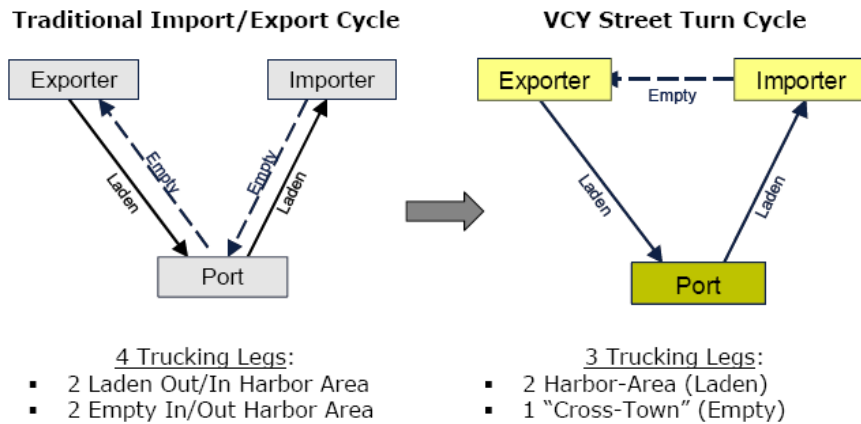 Traditional Import/Export Cycle
VCY Street Turn Cycle
Exporter
Importer
Empty
Laden
Empty
Laden
Port
Exporter
Importer
Empty
Laden
Laden
Port
4 Trucking Legs:
▪ 2 Laden Out/In Harbor Area
▪ 2 Empty In/Out Harbor Area
3 Trucking Legs:
▪ 2 Harbor-Area (Laden)
▪ 1 “Cross-Town” (Empty)